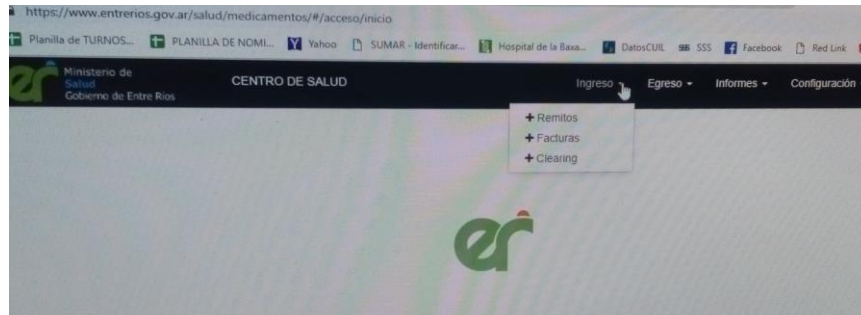 https://www.entrerios.gov.ar/salud/medicamentos/#/acceso/inicio
Planilla de TURNOS... PLANILLA DE NOMI... Yahoo SUMAR - Identificar... Hospital de la Baxa... DatosCUIL SSS Facebook Red Link
er Ministerio de
Salud
Gobierno de Entre Rios
CENTRO DE SALUD Ingreso Egreso Informes Configuración
+ Remitos
+ Facturas
+ Clearing
er